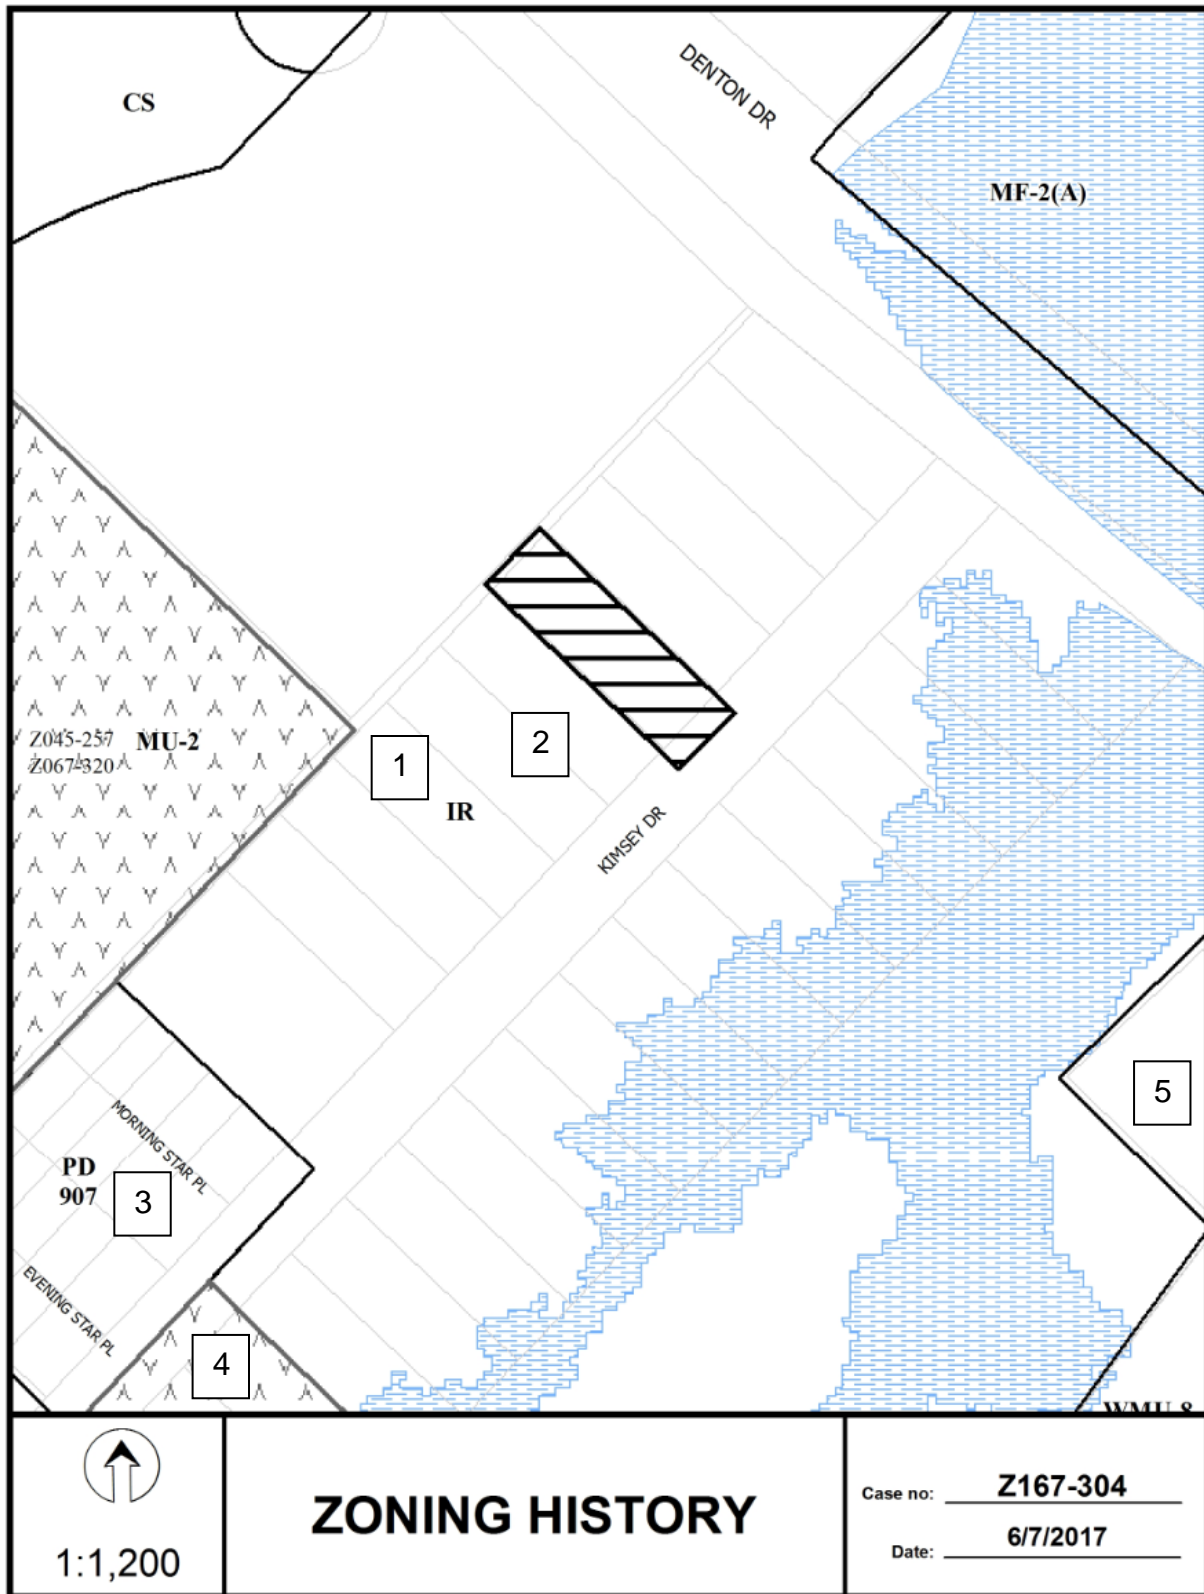 DENTON DR
CS
MF-2(A)
Z045-257
Z067-320
MU-2
1
2
IR
KIMSEY DR
5
MORNING STAR PL
PD
907
3
EVENING STAR PL
4
WMU-8
1:1,200
ZONING HISTORY
Case no: Z167-304
Date: 6/7/2017